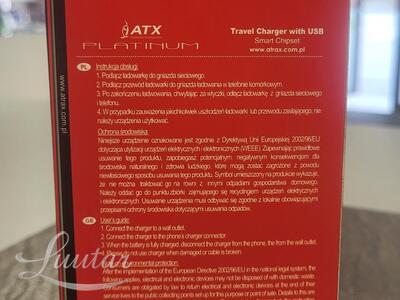 ATX
PLATINUM
Travel Charger with USB
Smart Chipset
www.atrax.com.pl
www.atrax.com.pl
PL Instrukcja obsługi:
1. Podłącz ładowarkę do gniazda sieciowego.
2. Podłącz przewód ładowarki do gniazda ładowania w telefonie komórkowym.
3. Po zakończeniu ładowania, chwytając za wtyczki, odłącz ładowarkę z gniazda sieciowego
i telefonu.
4. W przypadku zauważenia jakichkolwiek uszkodzeń ładowarki lub przewodu zasilającego, nie
należy urządzenia użytkować.
Ochrona środowiska:
Niniejsze urządzenie oznakowane jest zgodnie z Dyrektywą Unii Europejskiej 2002/96/EU
dotyczącą utylizacji urządzeń elektrycznych i elektronicznych (WEEE). Zapewniając prawidłowe
usuwanie tego produktu, zapobiegasz potencjalnym, negatywnym konsekwencjom dla
środowiska naturalnego i zdrowia ludzkiego, które mogą zostać zagrożone z powodu
niewłaściwego sposobu usuwania tego produktu. Symbol umieszczony na produkcie wykazuje,
że nie można traktować go na równi z innymi odpadami gospodarstwa domowego.
Należy oddać go do punktu zbiórki zajmującego się recyklingiem urządzeń elektrycznych
i elektronicznych. Usuwanie urządzenia musi odbywać się zgodnie z lokalnie obowiązującymi
przepisami ochrony środowiska dotyczącymi usuwania odpadów.
GB User's guide:
1. Connect the charger to a wall outlet.
2. Connect the charger to the phone's charger connector.
3. When the battery is fully charged, disconnect the charger from the phone, the from the wall outlet.
4. Please do not use charger when damaged or cable is broken.
Environmental protection:
After the implementation of the European Directive 2002/96/EU in the national legal system, the
following applies, electrical and electronic devices may not be disposed of with domestic waste.
Consumers are obliged by law to return electrical and electronic devices at the end of their
service lives to the public collecting points set up for this purpose or point of sale. Details to this are
Luutar